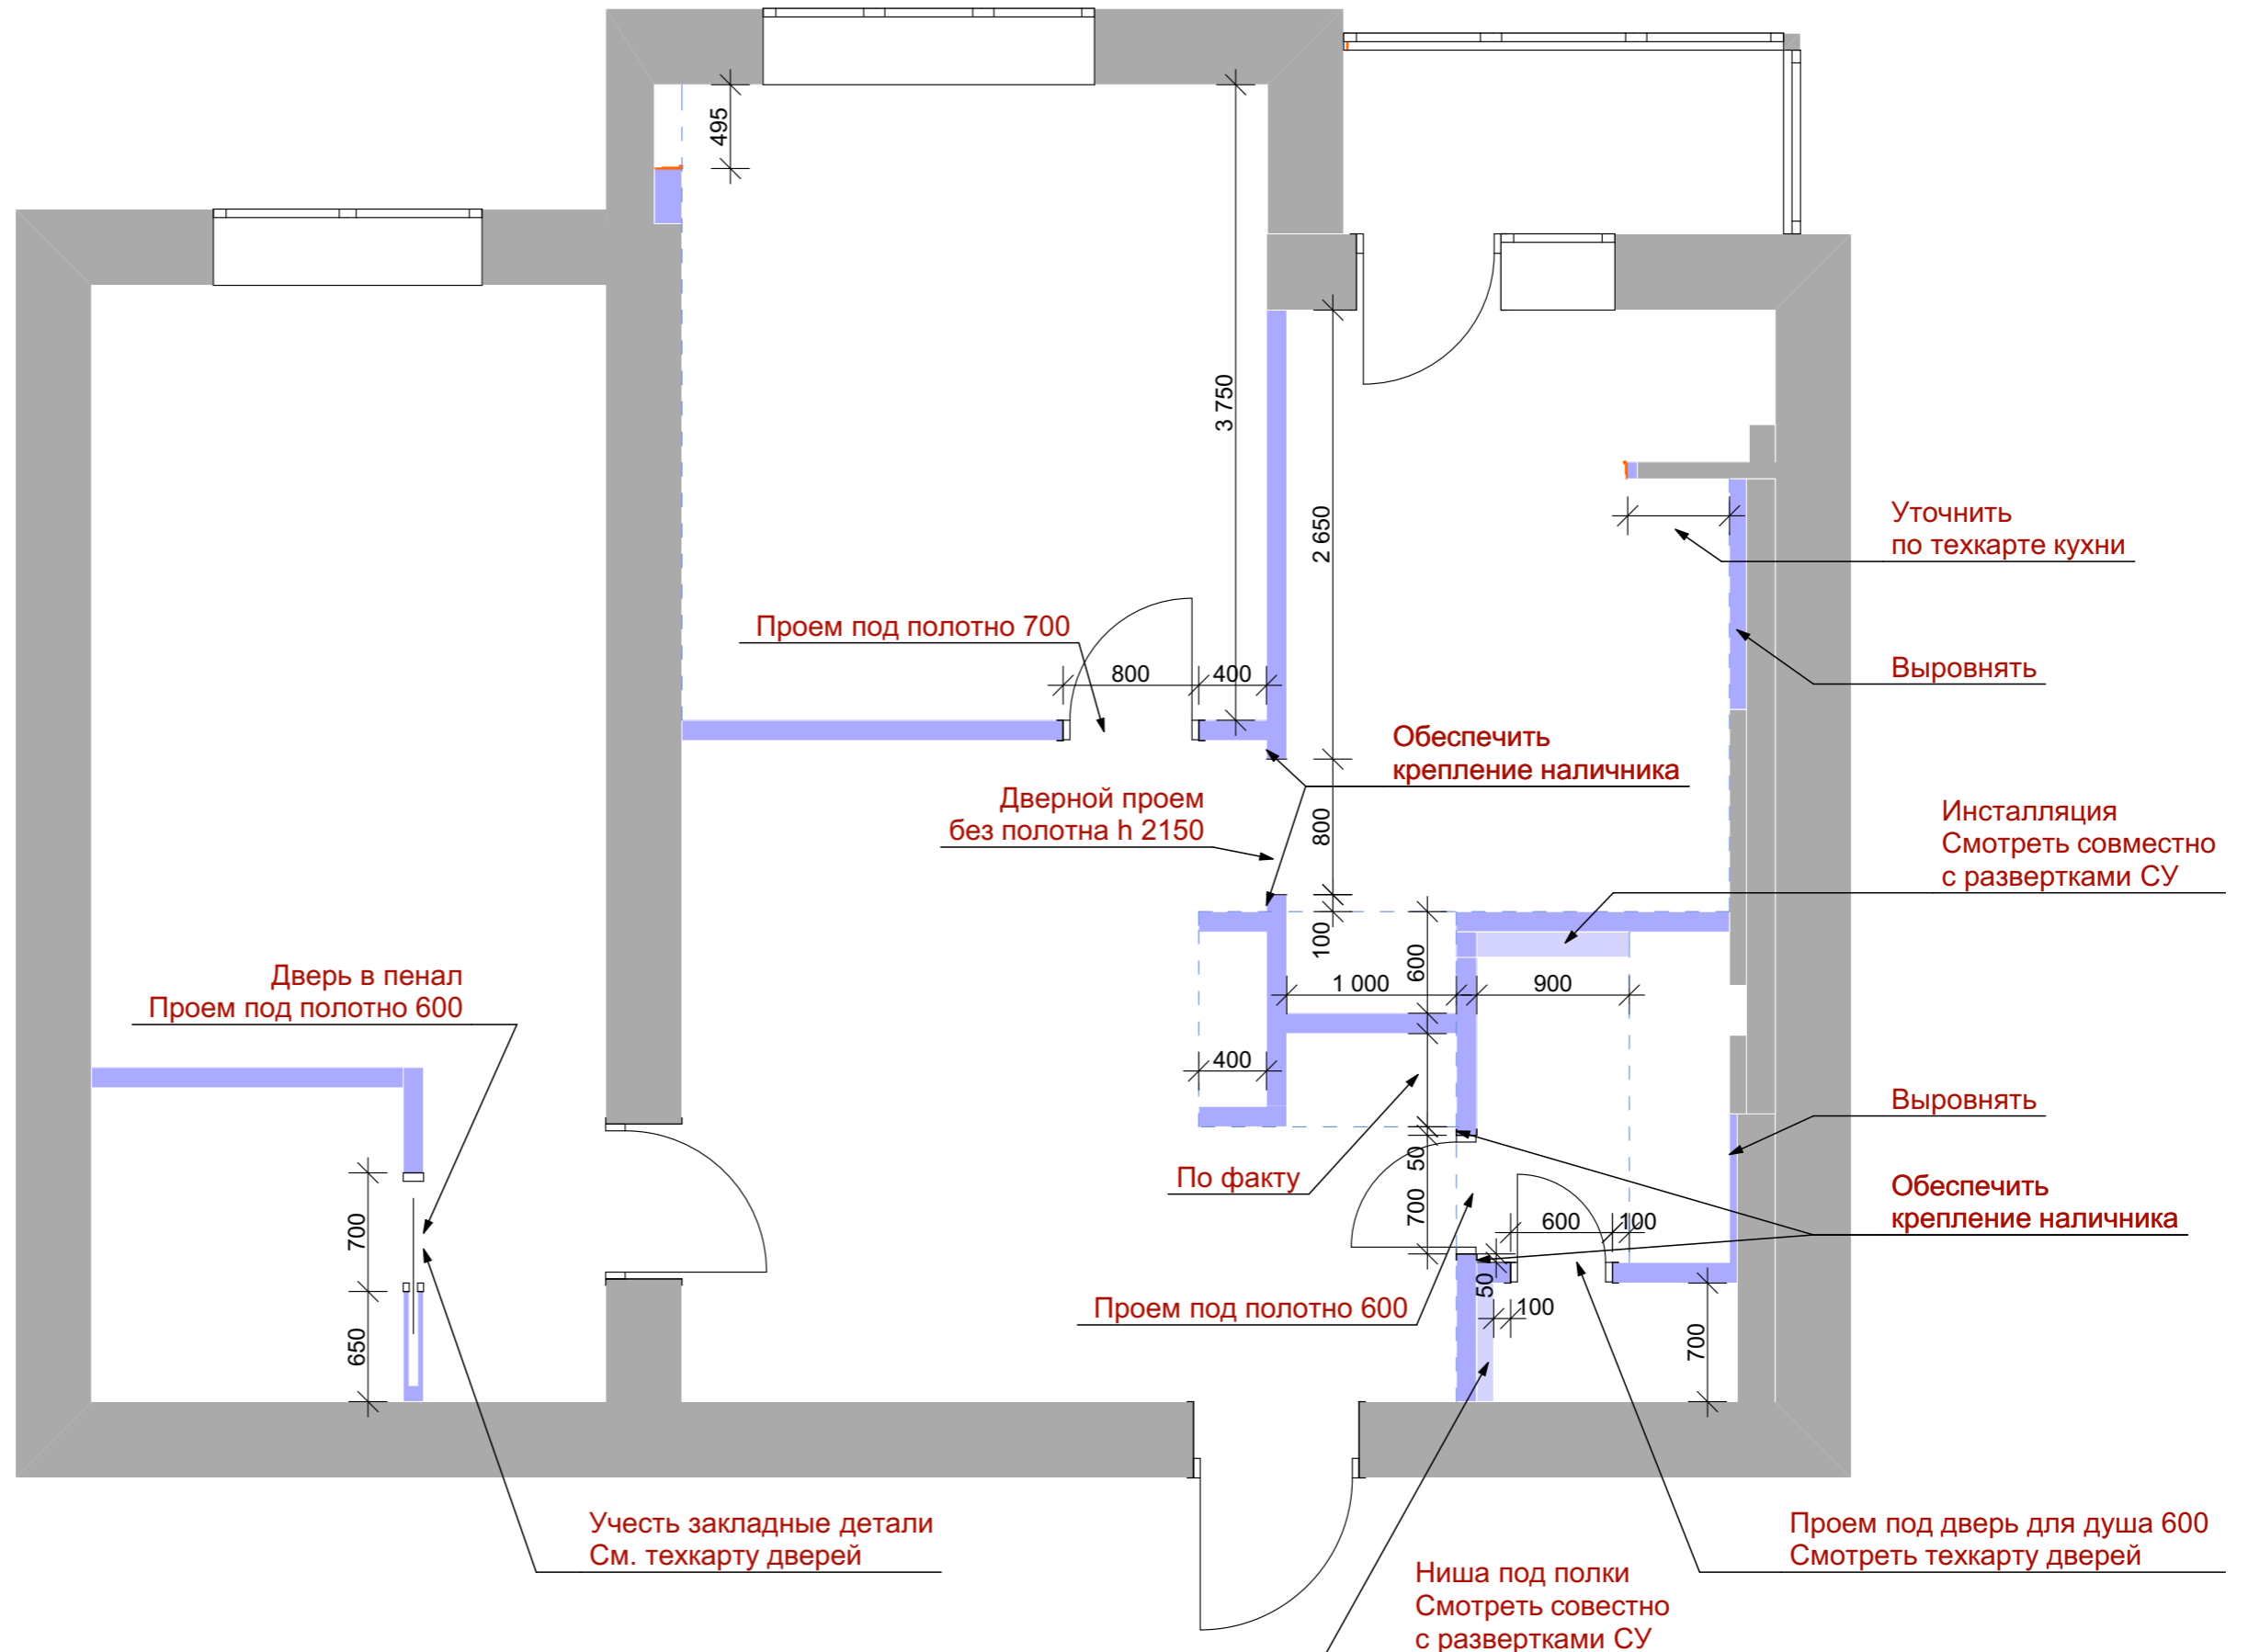 495
3 750
2 650
Уточнить
по техкарте кухни
Проем под полотно 700
800
400
Выровнять
Обеспечить
крепление наличника
Дверной проем
без полотна h 2150
800
100
Инсталляция
Смотреть совместно
с развертками СУ
600
1 000
900
Дверь в пенал
Проем под полотно 600
400
Выровнять
По факту
50
700
600
100
Обеспечить
крепление наличника
700
650
Проем под полотно 600
50
100
700
Учесть закладные детали
См. техкарту дверей
Проем под дверь для душа 600
Смотреть техкарту дверей
Ниша под полки
Смотреть совестно
с развертками СУ